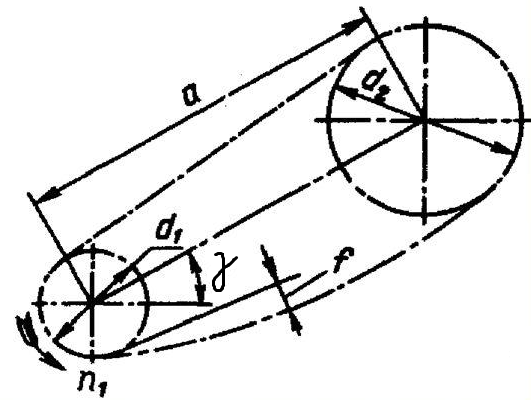 a
d₂
d₁
γ
f
n₁